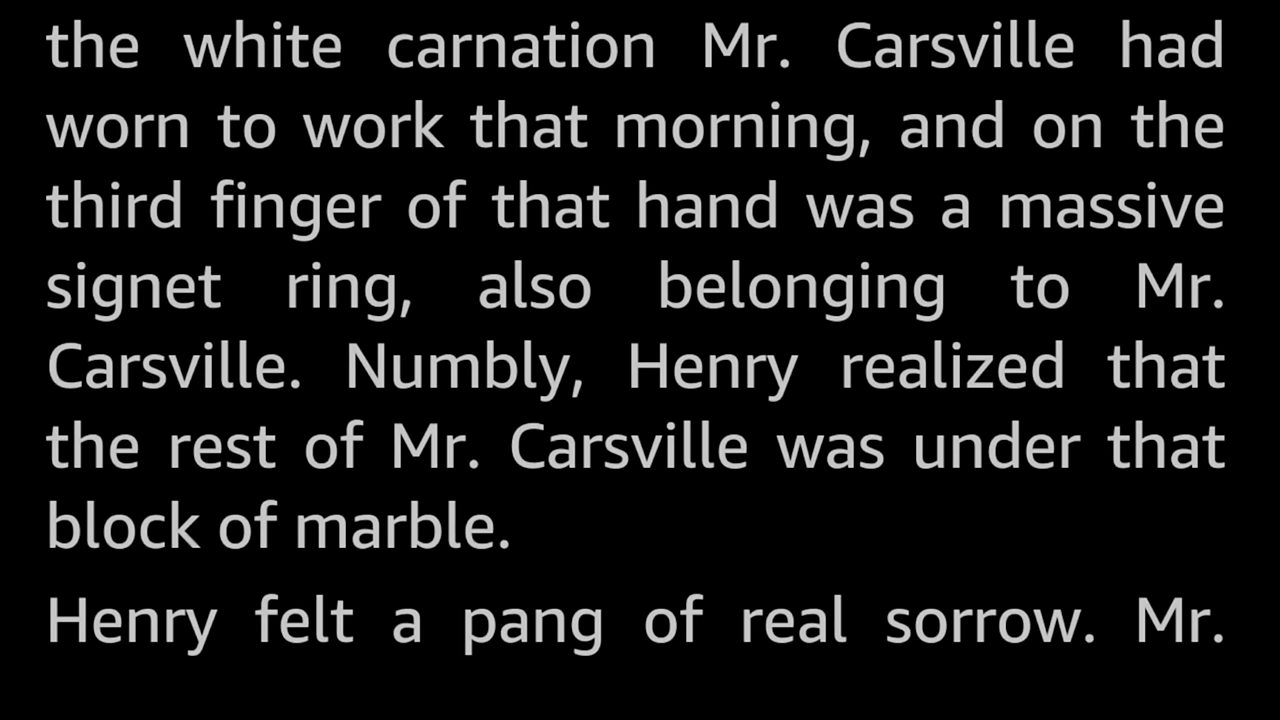 the white carnation Mr. Carsville had
worn to work that morning, and on the
third finger of that hand was a massive
signet ring, also belonging to Mr.
Carsville. Numbly, Henry realized that
the rest of Mr. Carsville was under that
block of marble.
Henry felt a pang of real sorrow. Mr.